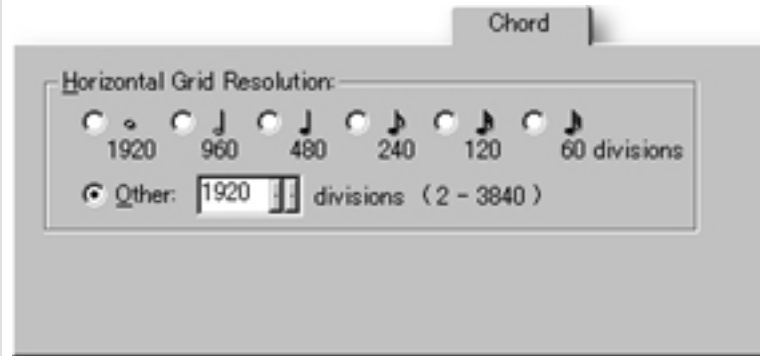 Chord
Horizontal Grid Resolution:
1920 960 480 240 120 60 divisions
Other: 1920 divisions (2 - 3840)